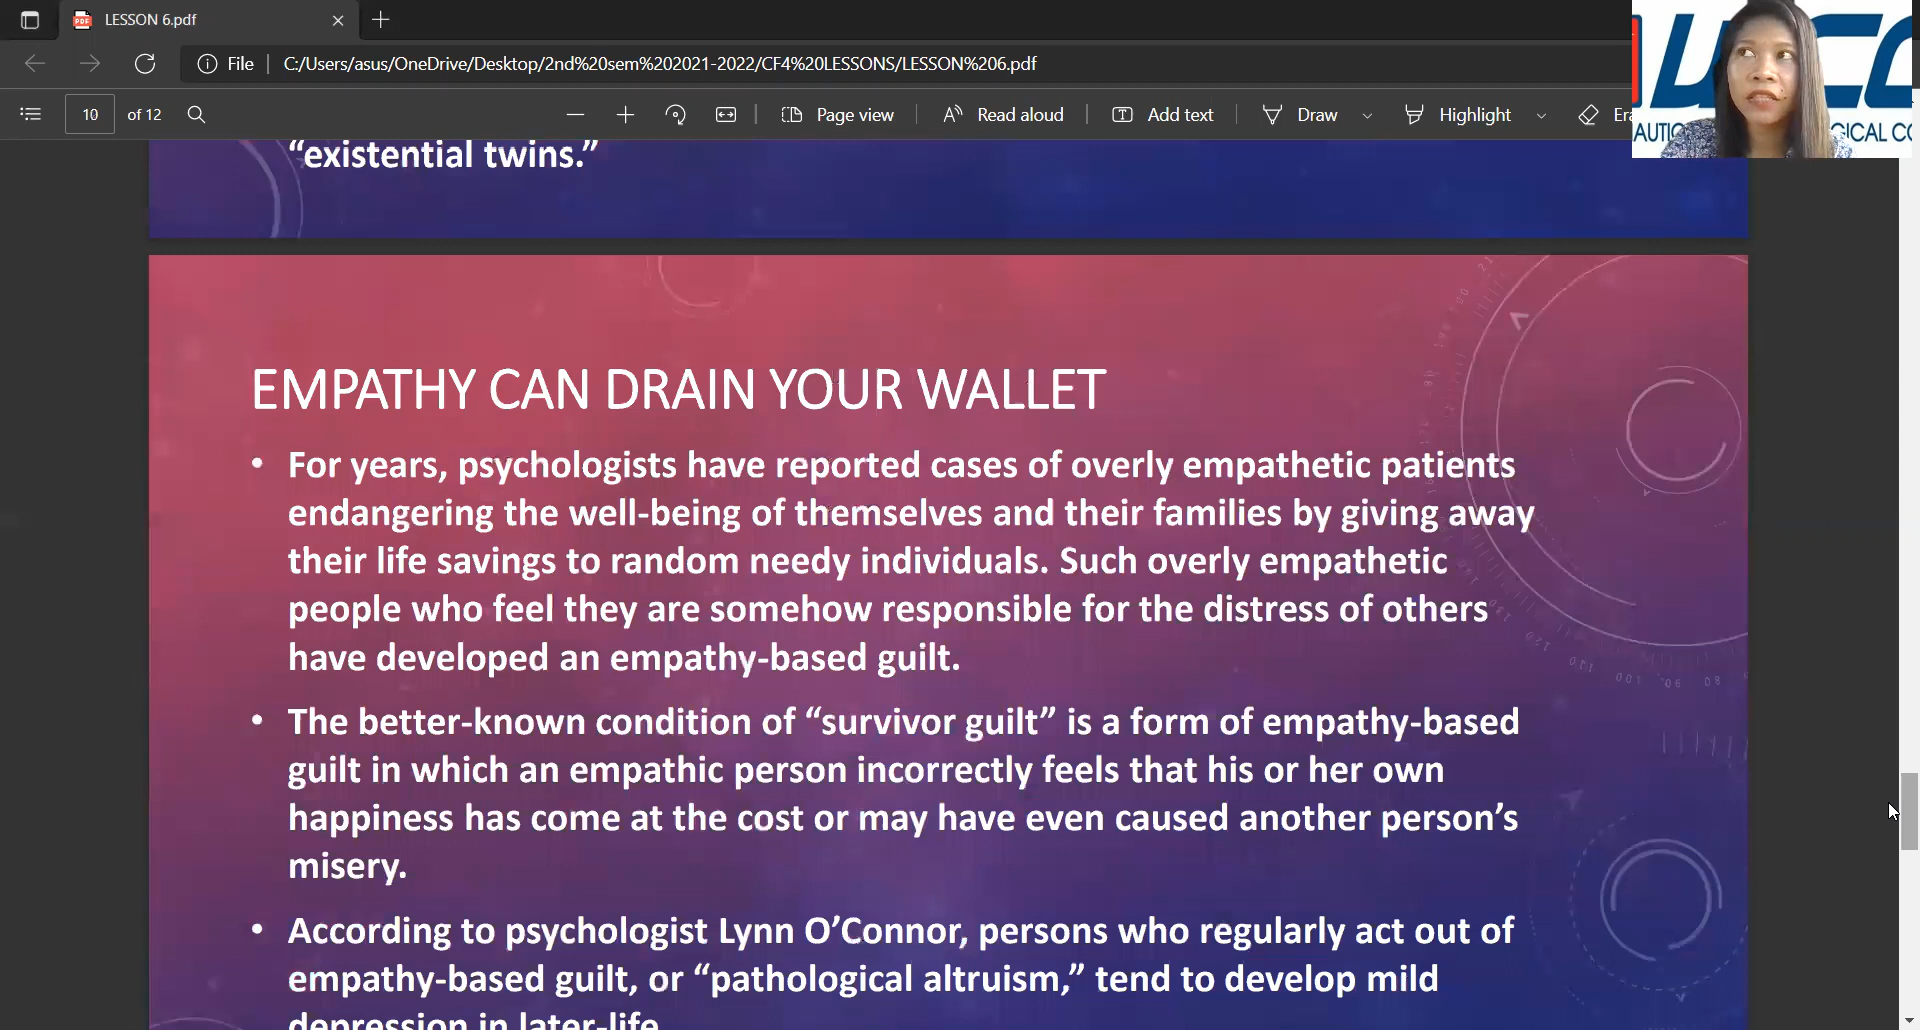 LESSON 6.pdf
File
C:/Users/asus/OneDrive/Desktop/2nd%20sem%202021-2022/CF4%20LESSONS/LESSON%206.pdf
10 of 12
Page view
Read aloud
Add text
Draw
Highlight
“existential twins.”
EMPATHY CAN DRAIN YOUR WALLET
• For years, psychologists have reported cases of overly empathetic patients
endangering the well-being of themselves and their families by giving away
their life savings to random needy individuals. Such overly empathetic
people who feel they are somehow responsible for the distress of others
have developed an empathy-based guilt.
• The better-known condition of “survivor guilt” is a form of empathy-based
guilt in which an empathic person incorrectly feels that his or her own
happiness has come at the cost or may have even caused another person’s
misery.
• According to psychologist Lynn O’Connor, persons who regularly act out of
empathy-based guilt, or “pathological altruism,” tend to develop mild
depression in later-life.